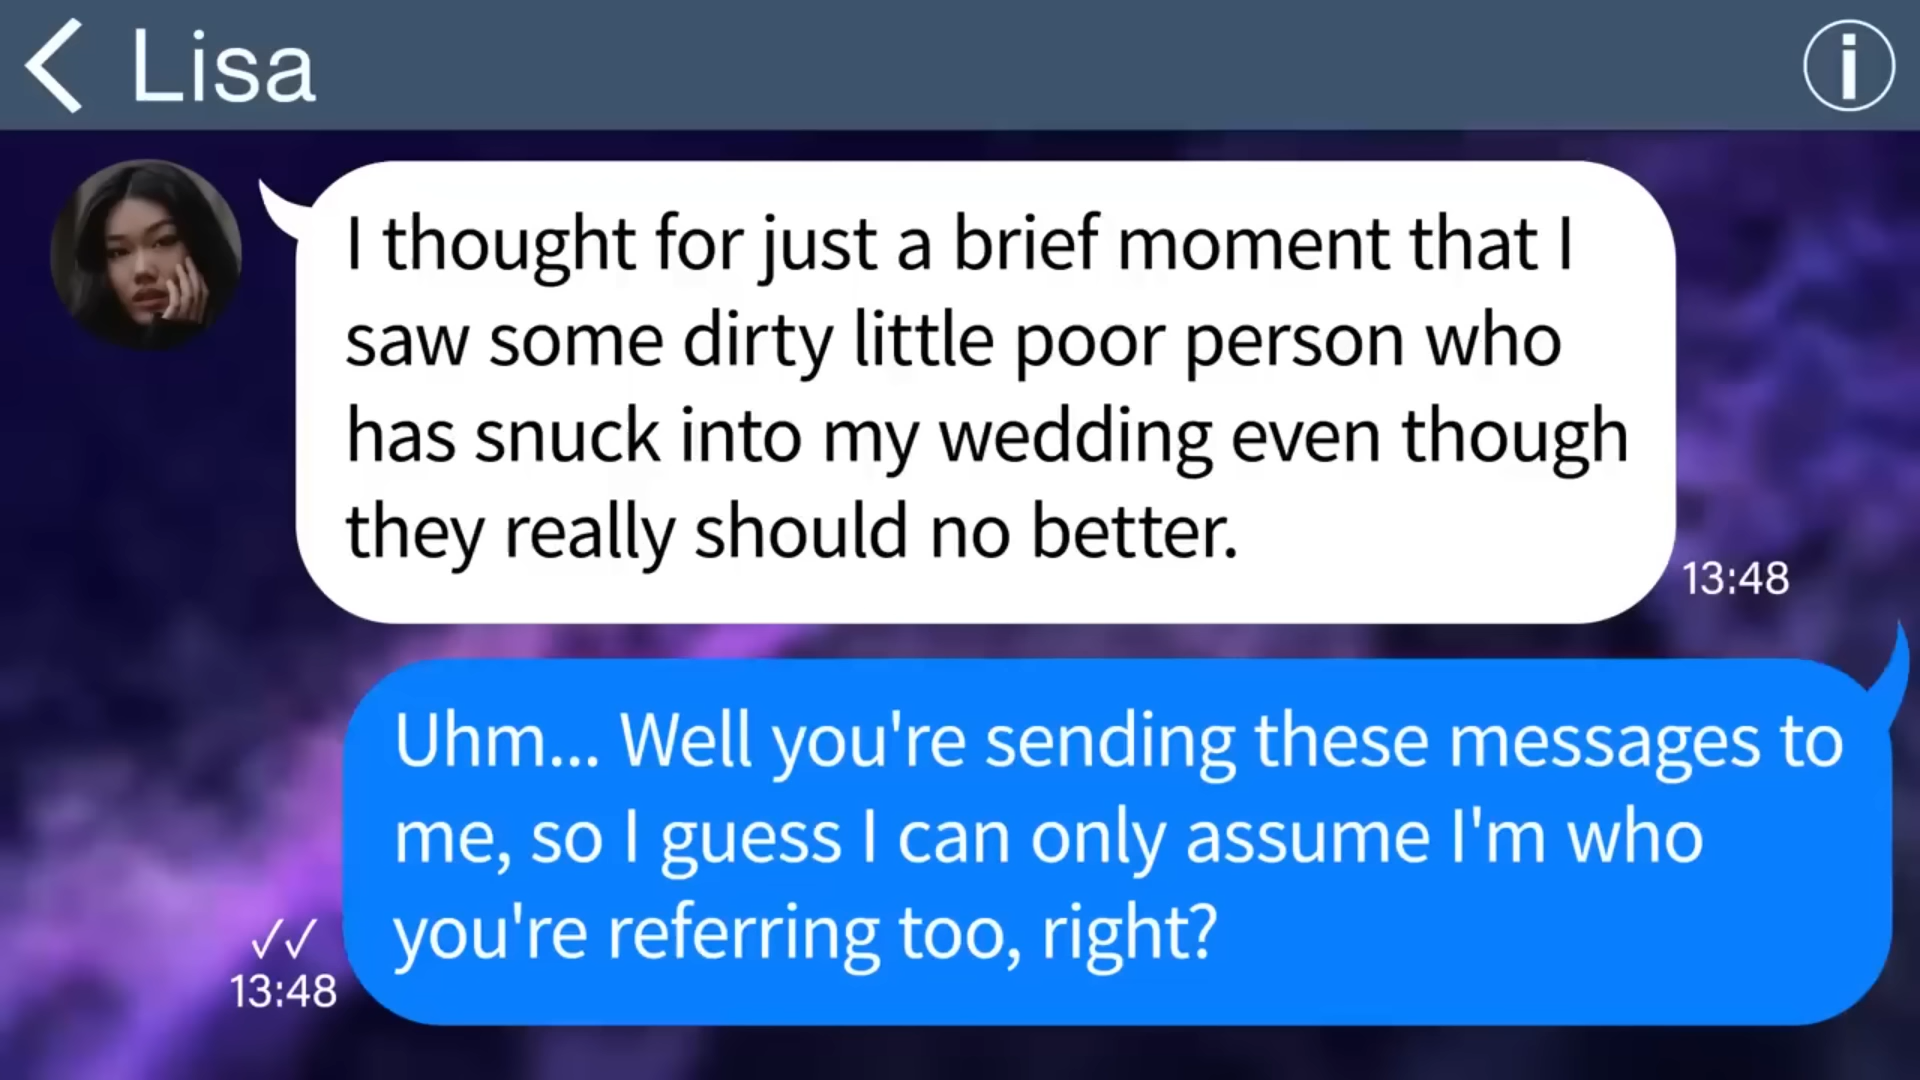 Lisa
I thought for just a brief moment that I
saw some dirty little poor person who
has snuck into my wedding even though
they really should no better.
13:48
Uhm... Well you're sending these messages to
me, so I guess I can only assume I'm who
you're referring too, right?
13:48